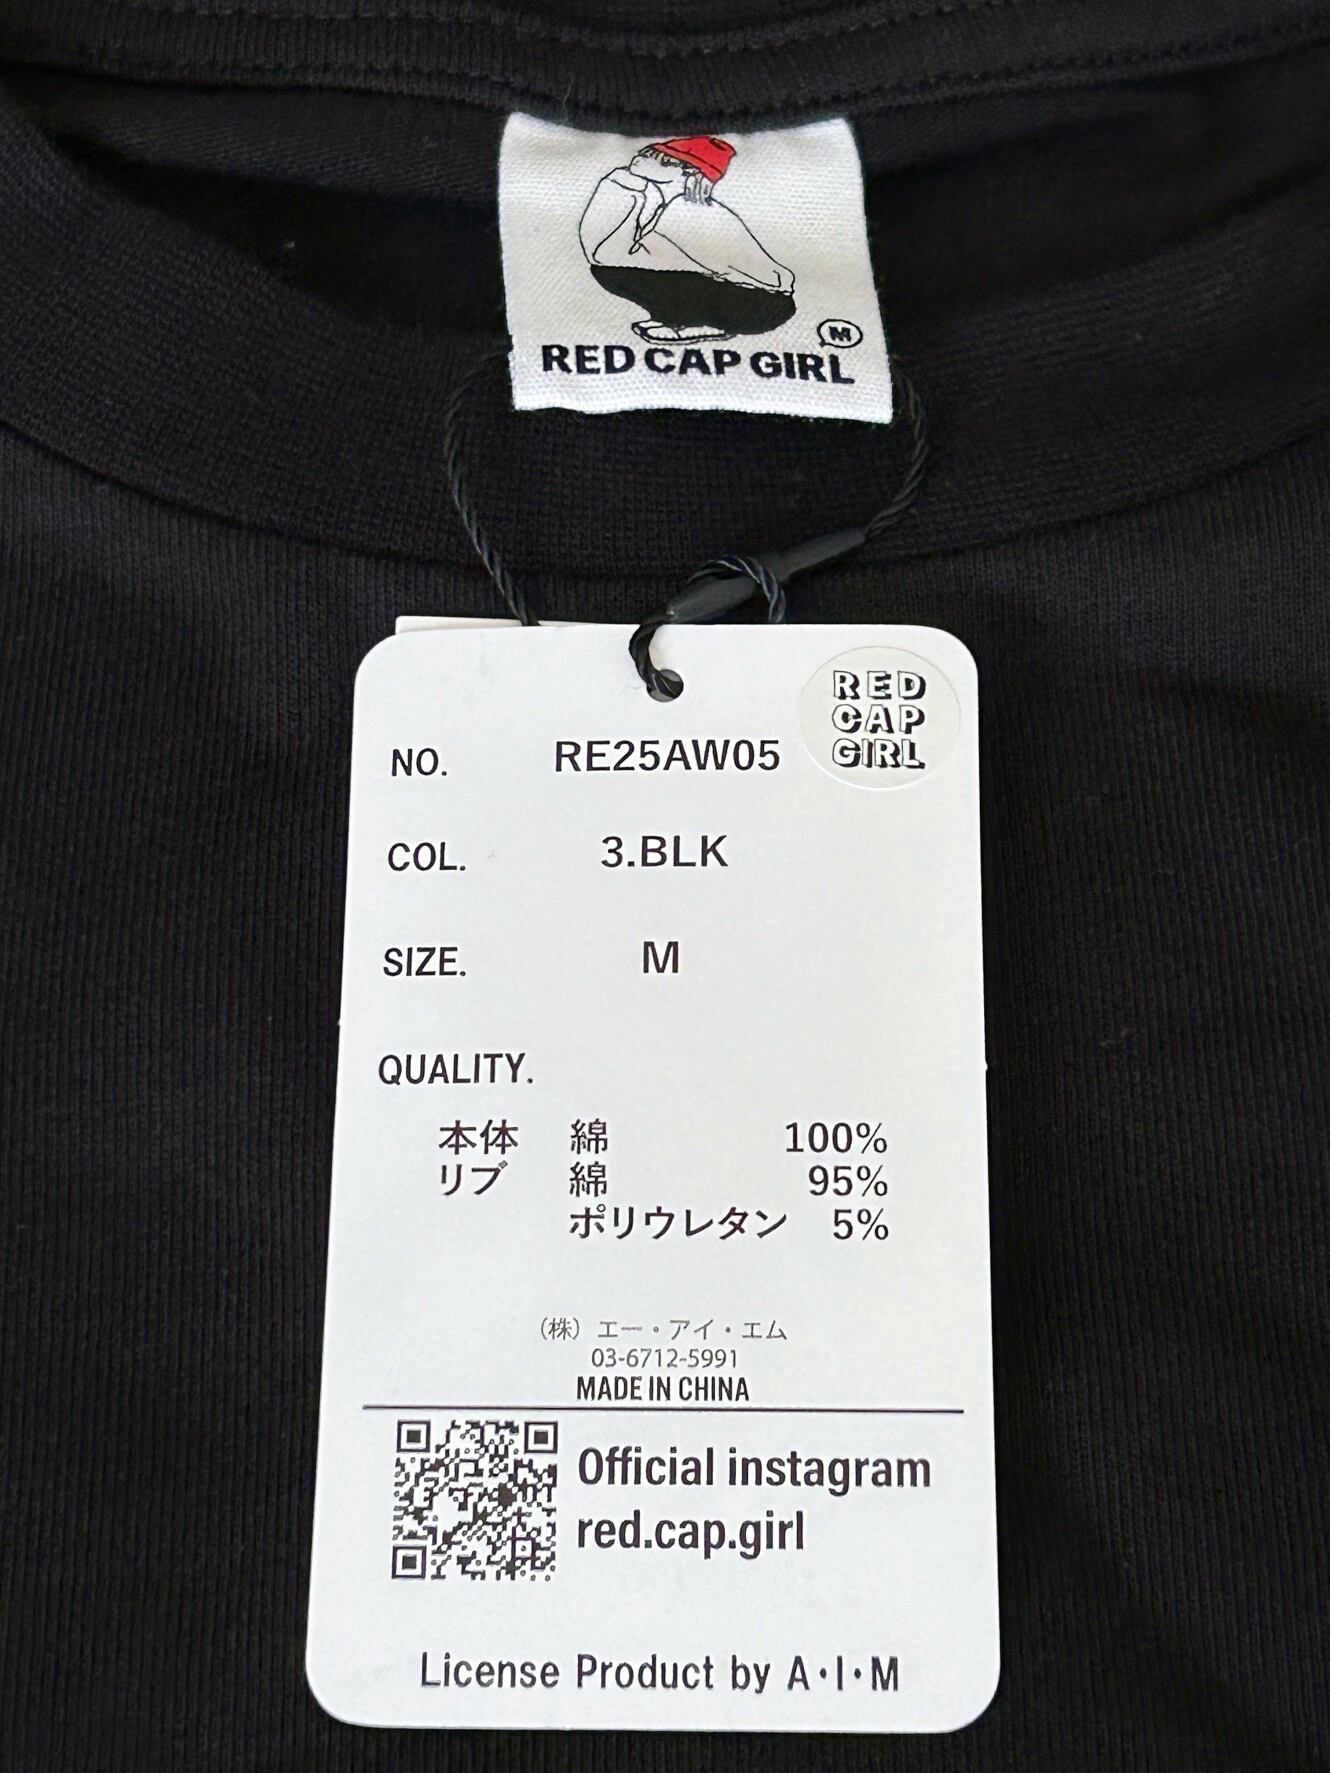 M
RED CAP GIRL
RED
CAP
GIRL
NO. RE25AW05
COL. 3.BLK
SIZE. M
QUALITY.
本体 綿 100%
リブ 綿 95%
ポリウレタン 5%
（株）エー・アイ・エム
03-6712-5991
MADE IN CHINA
Official instagram
red.cap.girl
License Product by A・I・M